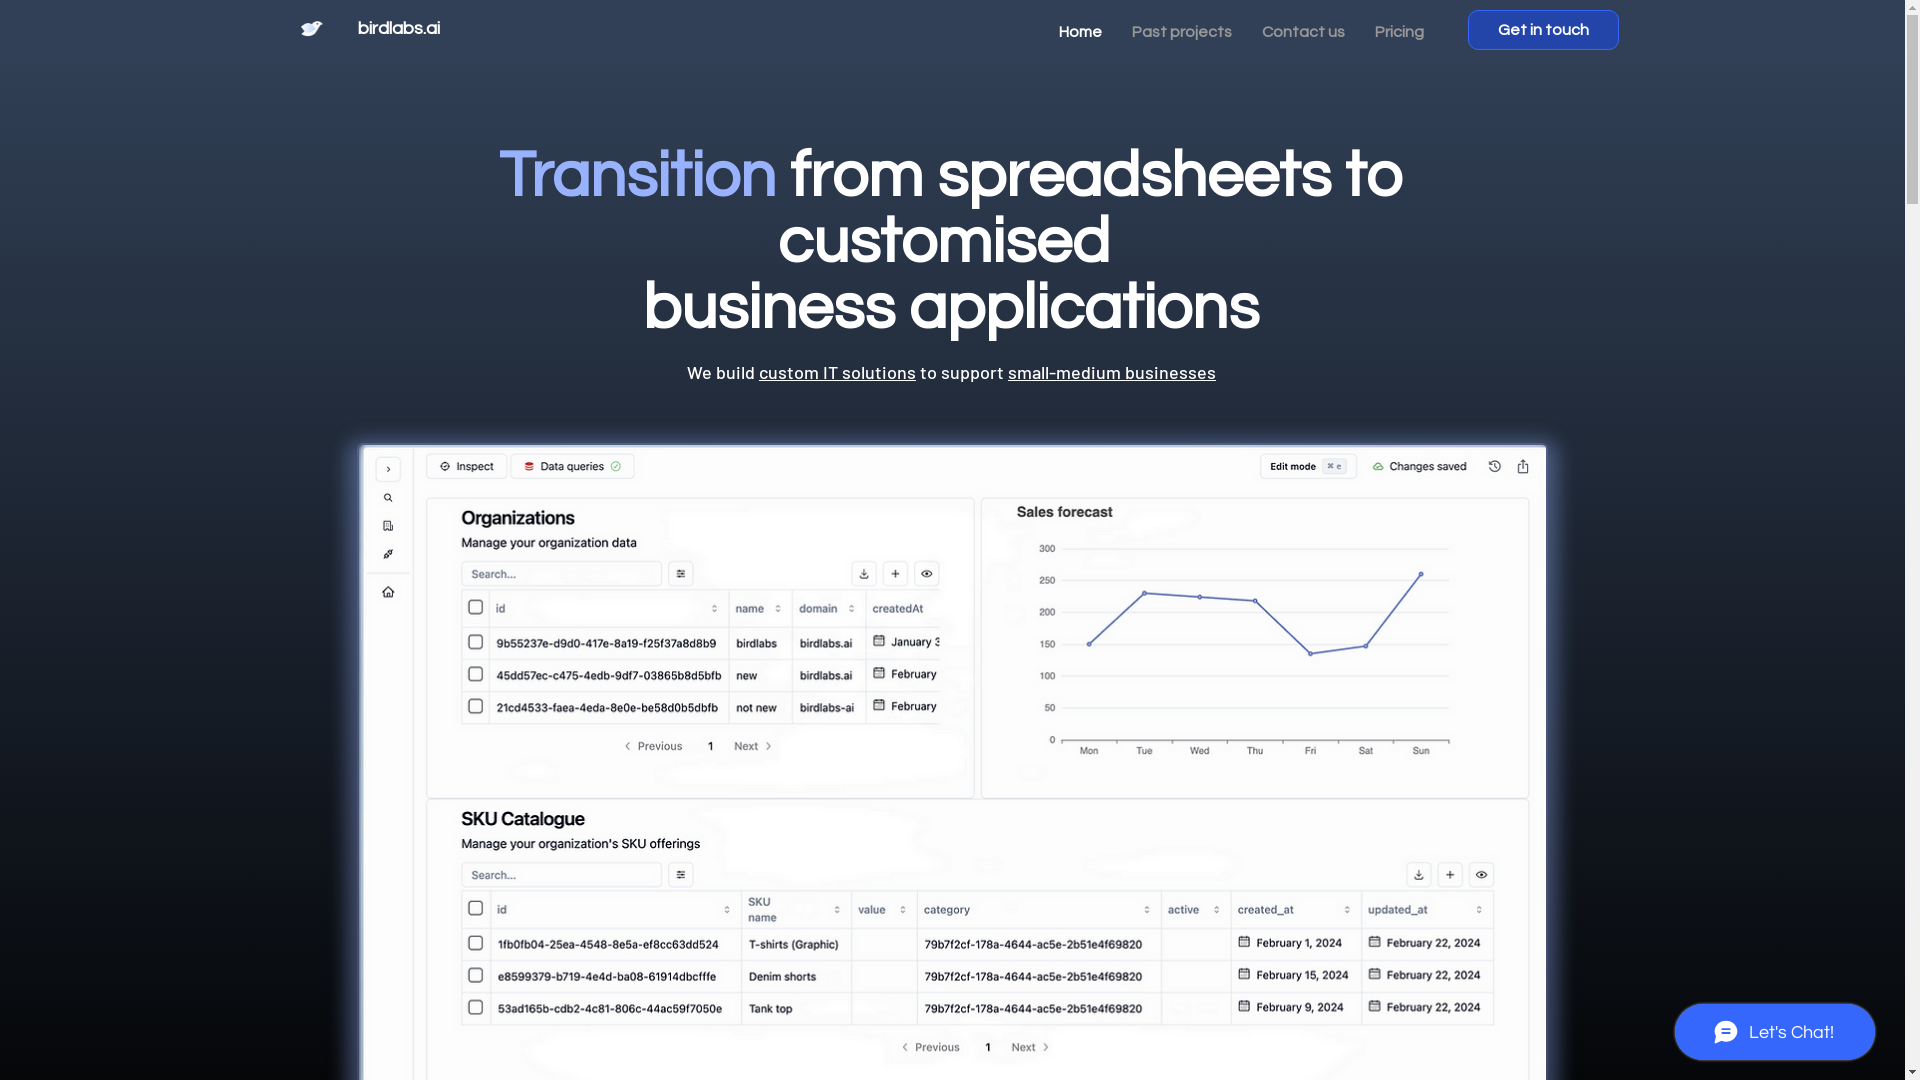 birdlabs.ai
Home Past projects Contact us Pricing Get in touch
Transition from spreadsheets to
customised
business applications
We build custom IT solutions to support small-medium businesses
Inspect Data queries Edit mode ⌘ e Changes saved
Organizations
Manage your organization data
Search...
id name domain createdAt
9b55237e-d9d0-417e-8a19-f25f37a8d8b9 birdlabs birdlabs.ai January 3
45dd57ec-c475-4edb-9df7-03865b8d5bfb new birdlabs.ai February
21cd4533-faea-4eda-8e0e-be58d0b5dbfb not new birdlabs-ai February
Previous 1 Next
Sales forecast
300
250
200
150
100
50
0
Mon Tue Wed Thu Fri Sat Sun
SKU Catalogue
Manage your organization's SKU offerings
Search...
id SKU name value category active created_at updated_at
1fb0fb04-25ea-4548-8e5a-ef8cc63dd524 T-shirts (Graphic) 79b7f2cf-178a-4644-ac5e-2b51e4f69820 February 1, 2024 February 22, 2024
e8599379-b719-4e4d-ba08-61914dbcfffe Denim shorts 79b7f2cf-178a-4644-ac5e-2b51e4f69820 February 15, 2024 February 22, 2024
53ad165b-cdb2-4c81-806c-44ac59f7050e Tank top 79b7f2cf-178a-4644-ac5e-2b51e4f69820 February 9, 2024 February 22, 2024
Previous 1 Next
Let's Chat!